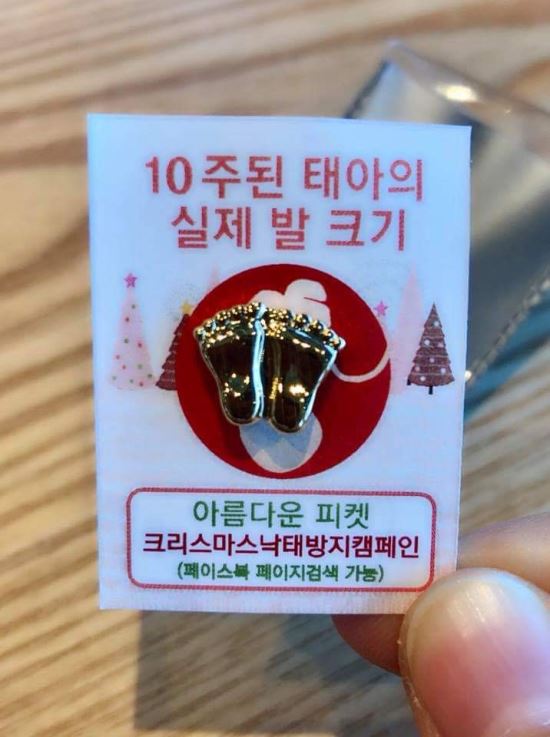 10주된 태아의
실제 발 크기
아름다운 피켓
크리스마스낙태방지캠페인
(페이스북 페이지검색 가능)